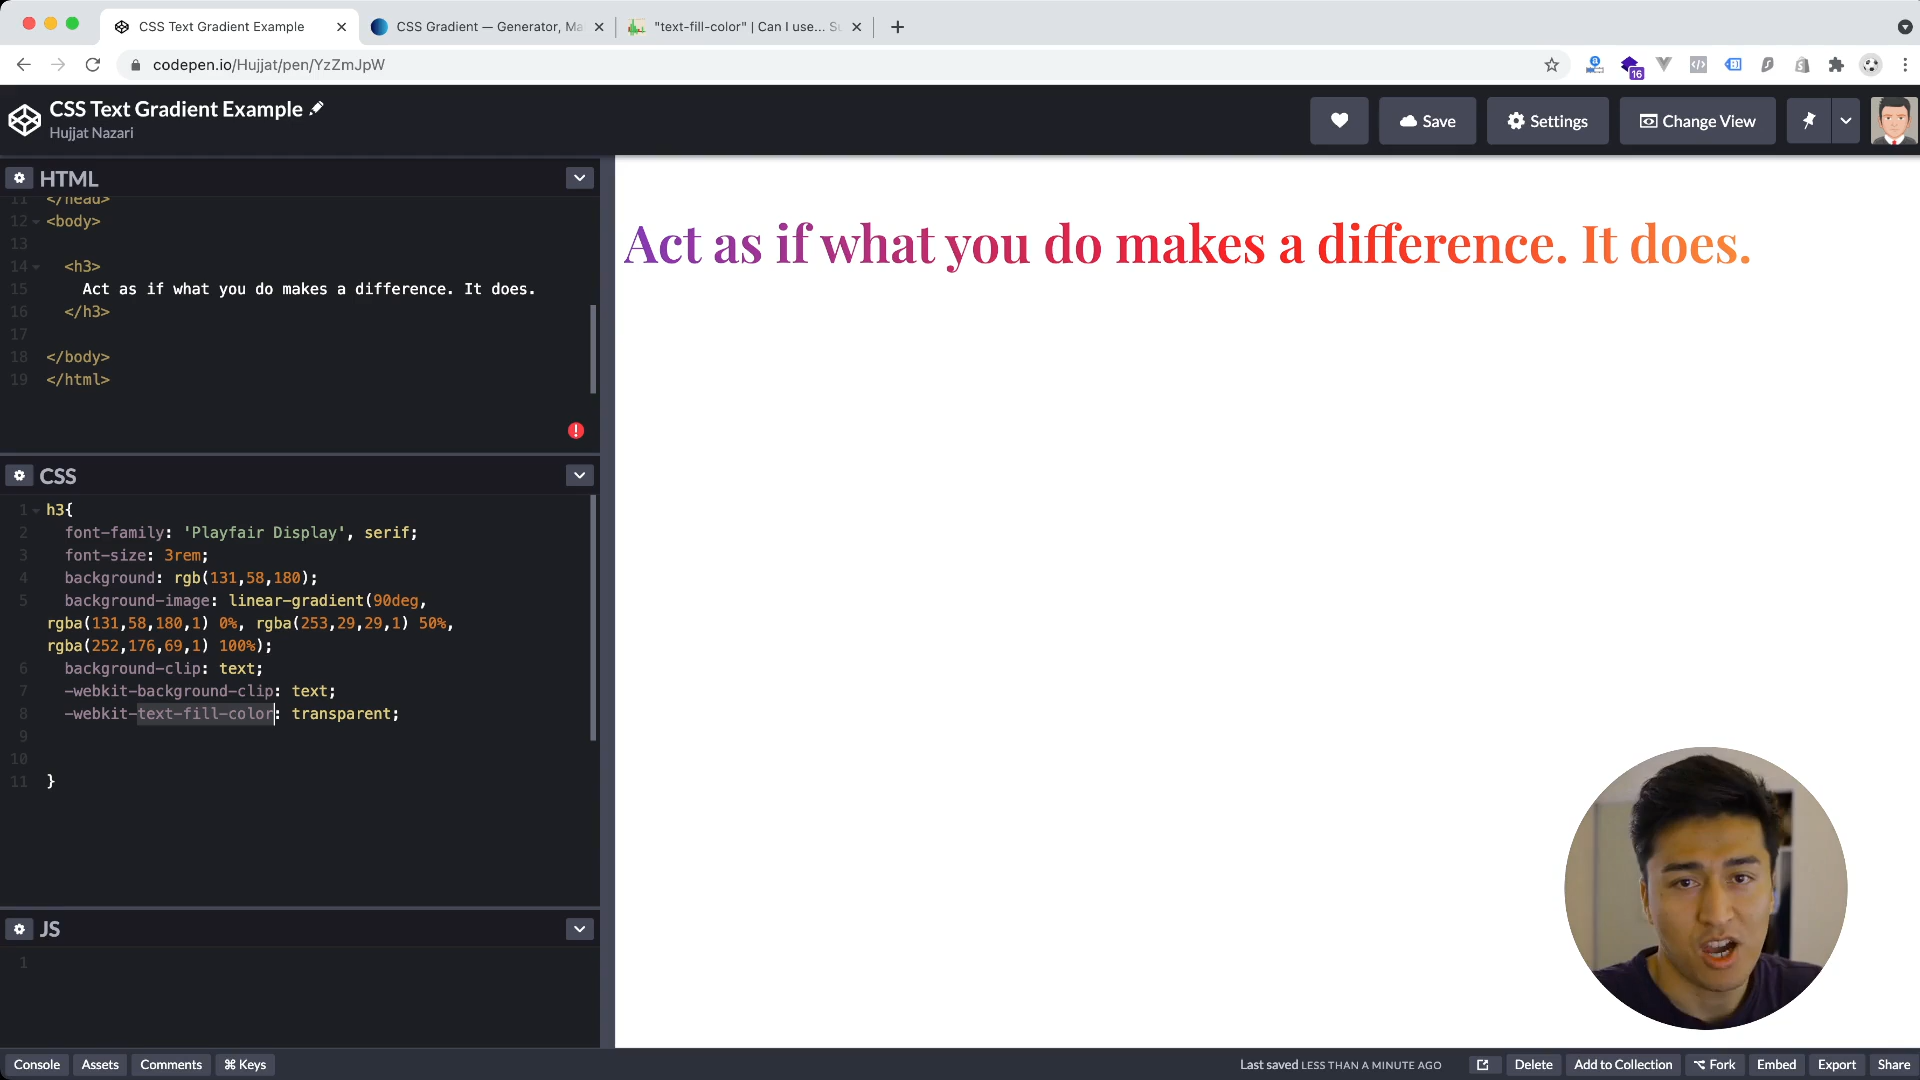 CSS Text Gradient Example
CSS Gradient — Generator, Ma
"text-fill-color" | Can I use... Su
codepen.io/Hujjat/pen/YzZmJpW
16
CSS Text Gradient Example
Hujjat Nazari
Save
Settings
Change View
HTML
11 </head>
12 <body>
13
14 <h3>
15 Act as if what you do makes a difference. It does.
16 </h3>
17
18 </body>
19 </html>
CSS
1 h3{
2 font-family: 'Playfair Display', serif;
3 font-size: 3rem;
4 background: rgb(131,58,180);
5 background-image: linear-gradient(90deg,
rgba(131,58,180,1) 0%, rgba(253,29,29,1) 50%,
rgba(252,176,69,1) 100%);
6 background-clip: text;
7 -webkit-background-clip: text;
8 -webkit-text-fill-color: transparent;
9
10
11 }
JS
1
Act as if what you do makes a difference. It does.
Console
Assets
Comments
⌘ Keys
Last saved LESS THAN A MINUTE AGO
Delete
Add to Collection
Fork
Embed
Export
Share